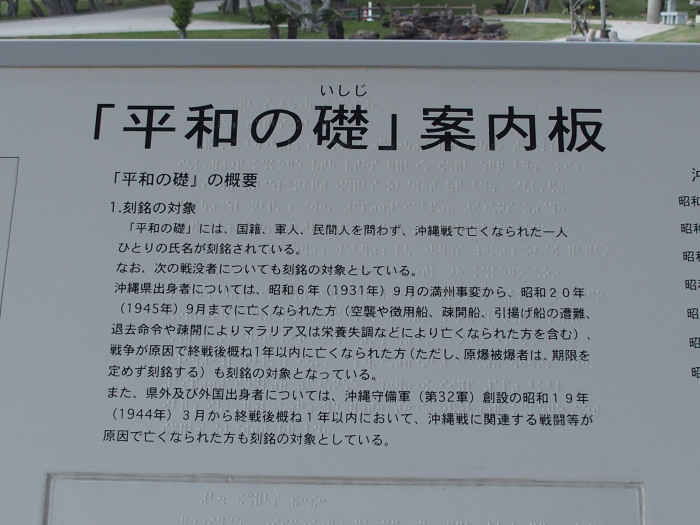 いしじ
「平和の礎」案内板
「平和の礎」の概要
1.刻銘の対象
「平和の礎」には、国籍、軍人、民間人を問わず、沖縄戦で亡くなられた一人
ひとりの氏名が刻銘されている。
なお、次の戦没者についても刻銘の対象としている。
沖縄県出身者については、昭和6年（1931年）9月の満州事変から、昭和20年
（1945年）9月までに亡くなられた方（空襲や徴用船、疎開船、引揚げ船の遭難、
退去命令や疎開によりマラリア又は栄養失調などにより亡くなられた方を含む）、
戦争が原因で終戦後概ね1年以内に亡くなられた方（ただし、原爆被爆者は、期限を
定めず刻銘する）も刻銘の対象となっている。
また、県外及び外国出身者については、沖縄守備軍（第32軍）創設の昭和19年
（1944年）3月から終戦後概ね1年以内において、沖縄戦に関連する戦闘等が
原因で亡くなられた方も刻銘の対象としている。
沖
昭和
昭和
昭和
昭
昭
昭
昭